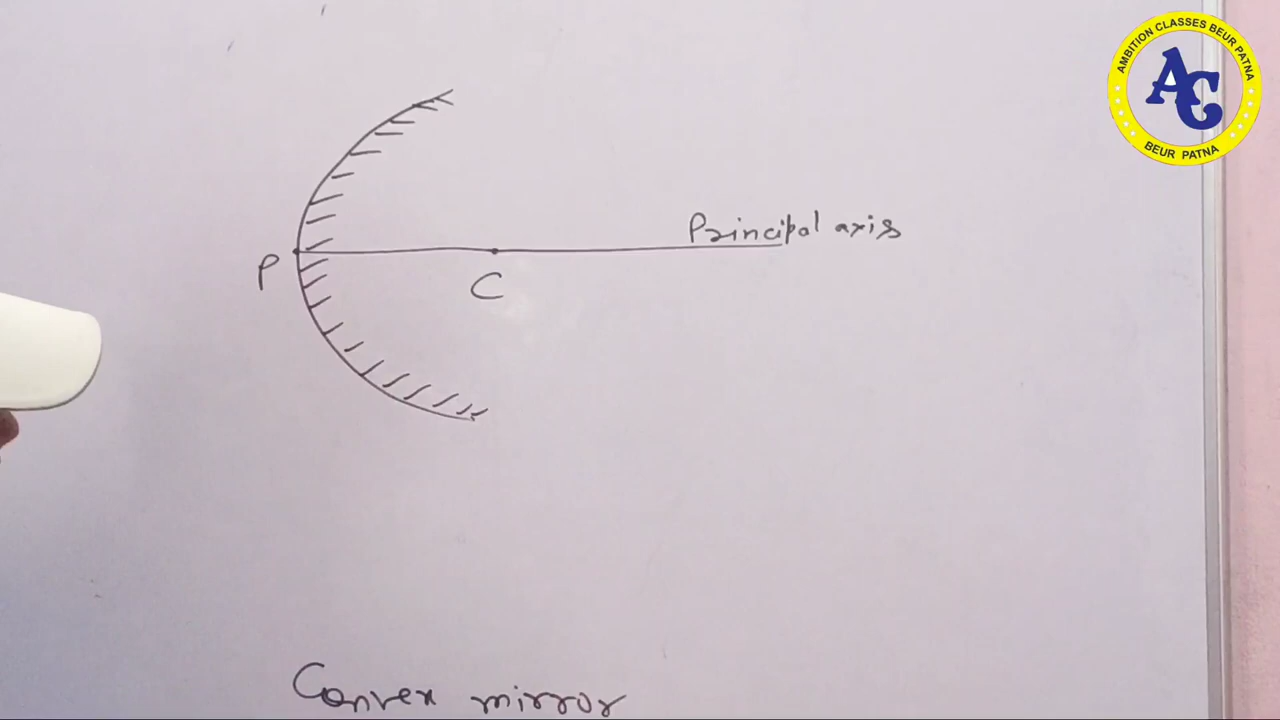 AMBITION CLASSES BEUR PATNA
AC
BEUR PATNA
Principal axis
P
C
Convex mirror